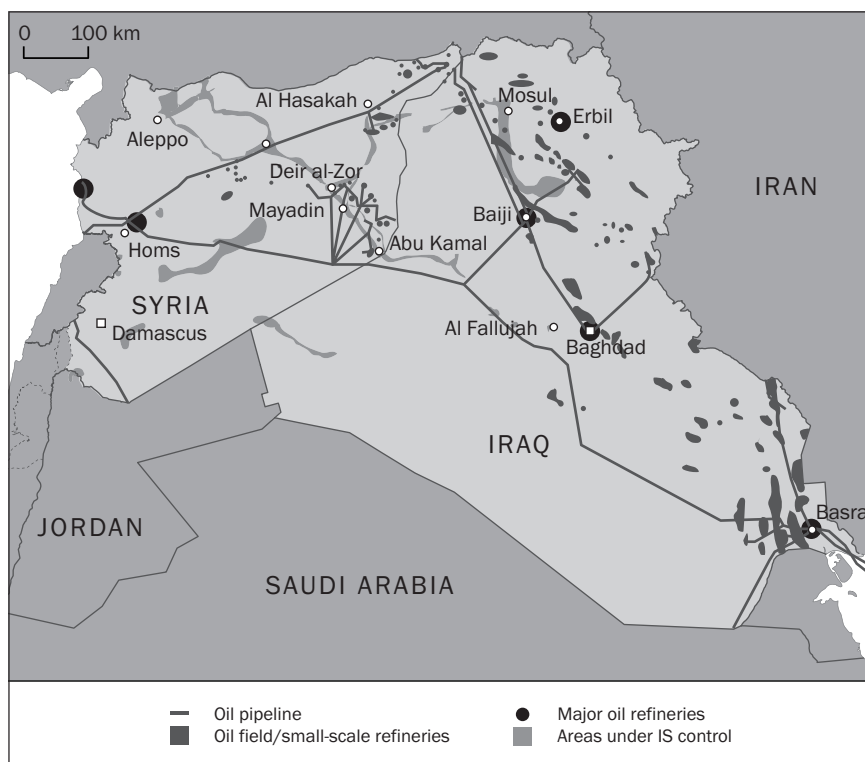 0 100 km
Al Hasakah
Mosul
Erbil
Aleppo
Deir al-Zor
IRAN
Mayadin
Baiji
Homs
Abu Kamal
SYRIA
Damascus
Al Fallujah
Baghdad
IRAQ
JORDAN
Basra
SAUDI ARABIA
Oil pipeline
Major oil refineries
Oil field/small-scale refineries
Areas under IS control